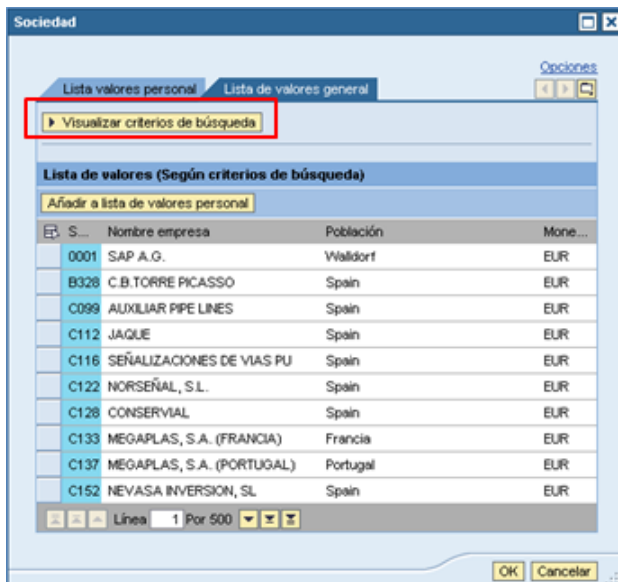 Sociedad
Opciones
Lista valores personal Lista de valores general
Visualizar criterios de búsqueda
Lista de valores (Según criterios de búsqueda)
Añadir a lista de valores personal
S... Nombre empresa Población Mone...
0001 SAP A.G. Walldorf EUR
B328 C.B.TORRE PICASSO Spain EUR
C099 AUXILIAR PIPE LINES Spain EUR
C112 JAQUE Spain EUR
C116 SEÑALIZACIONES DE VIAS PU Spain EUR
C122 NORSEÑAL, S.L. Spain EUR
C128 CONSERVIAL Spain EUR
C133 MEGAPLAS, S.A. (FRANCIA) Francia EUR
C137 MEGAPLAS, S.A. (PORTUGAL) Portugal EUR
C152 NEVASA INVERSION, SL Spain EUR
Línea 1 Por 500
OK Cancelar